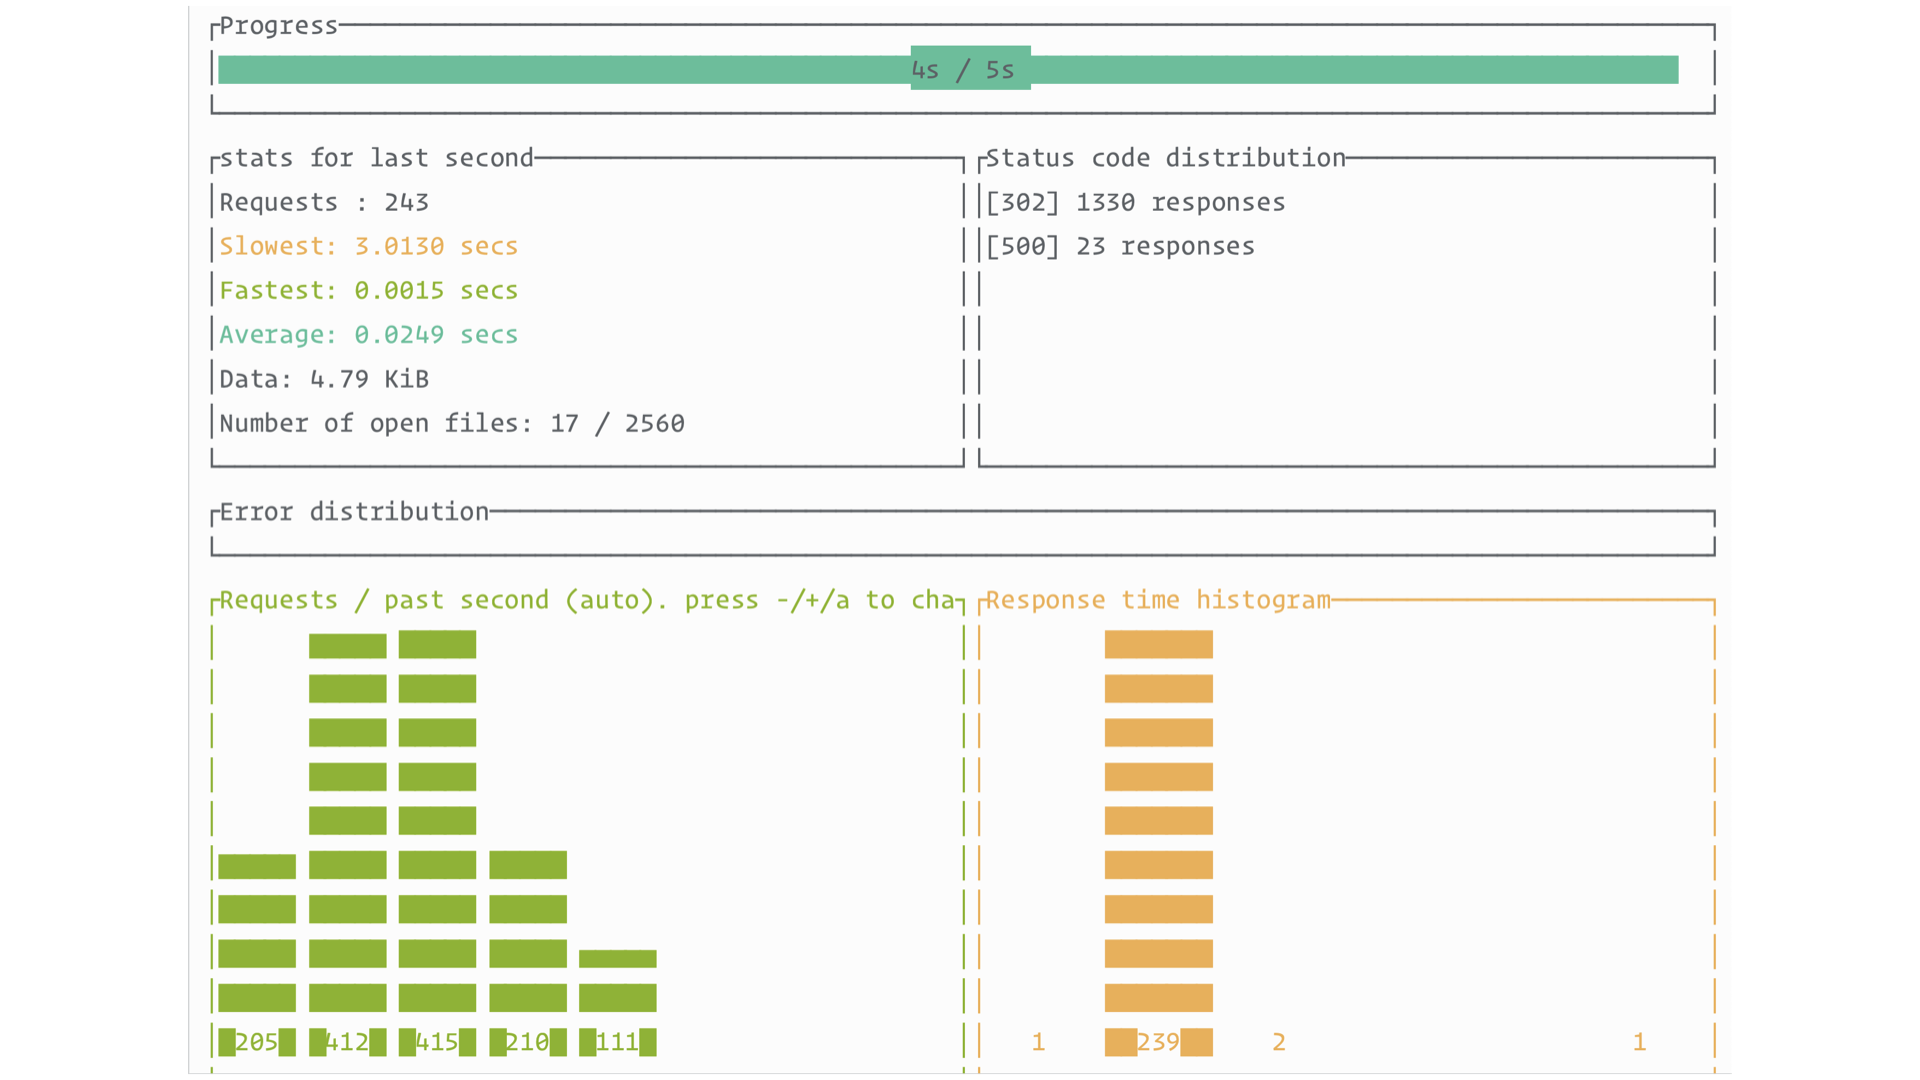 Progress
4s / 5s
stats for last second
Requests : 243
Slowest: 3.0130 secs
Fastest: 0.0015 secs
Average: 0.0249 secs
Data: 4.79 KiB
Number of open files: 17 / 2560
Status code distribution
[302] 1330 responses
[500] 23 responses
Error distribution
Requests / past second (auto). press -/+/a to cha
205 412 415 210 111
Response time histogram
1 239 2 1